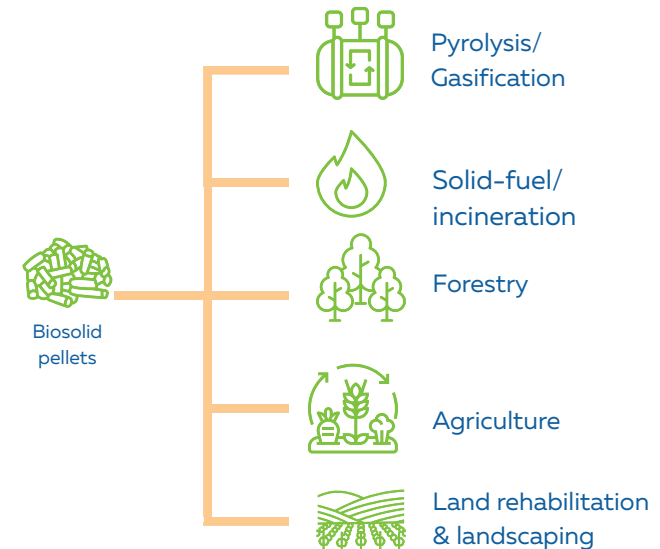 Pyrolysis/
Gasification
Solid-fuel/
incineration
Forestry
Biosolid
pellets
Agriculture
Land rehabilitation
& landscaping